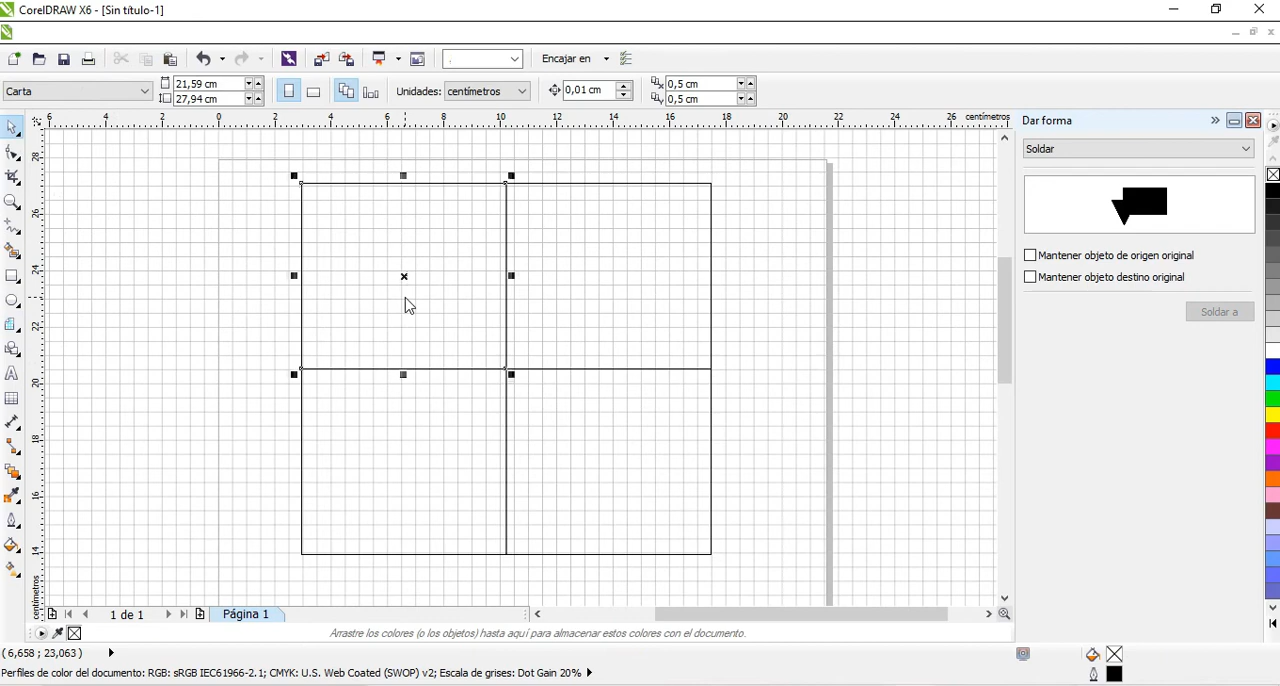 CorelDRAW X6 - [Sin título-1]
Encajar en
Carta
21,59 cm
27,94 cm
Unidades: centímetros
0,01 cm
0,5 cm
0,5 cm
6 4 2 0 2 4 6 8 10 12 14 16 18 20 22 24 26 centímetros
28
26
24
22
20
18
16
14
centímetros
Dar forma
Soldar
Mantener objeto de origen original
Mantener objeto destino original
Soldar a
1 de 1
Página 1
Arrastre los colores (o los objetos) hasta aquí para almacenar estos colores con el documento.
( 6,658 ; 23,063 )
Perfiles de color del documento: RGB: sRGB IEC61966-2.1; CMYK: U.S. Web Coated (SWOP) v2; Escala de grises: Dot Gain 20%